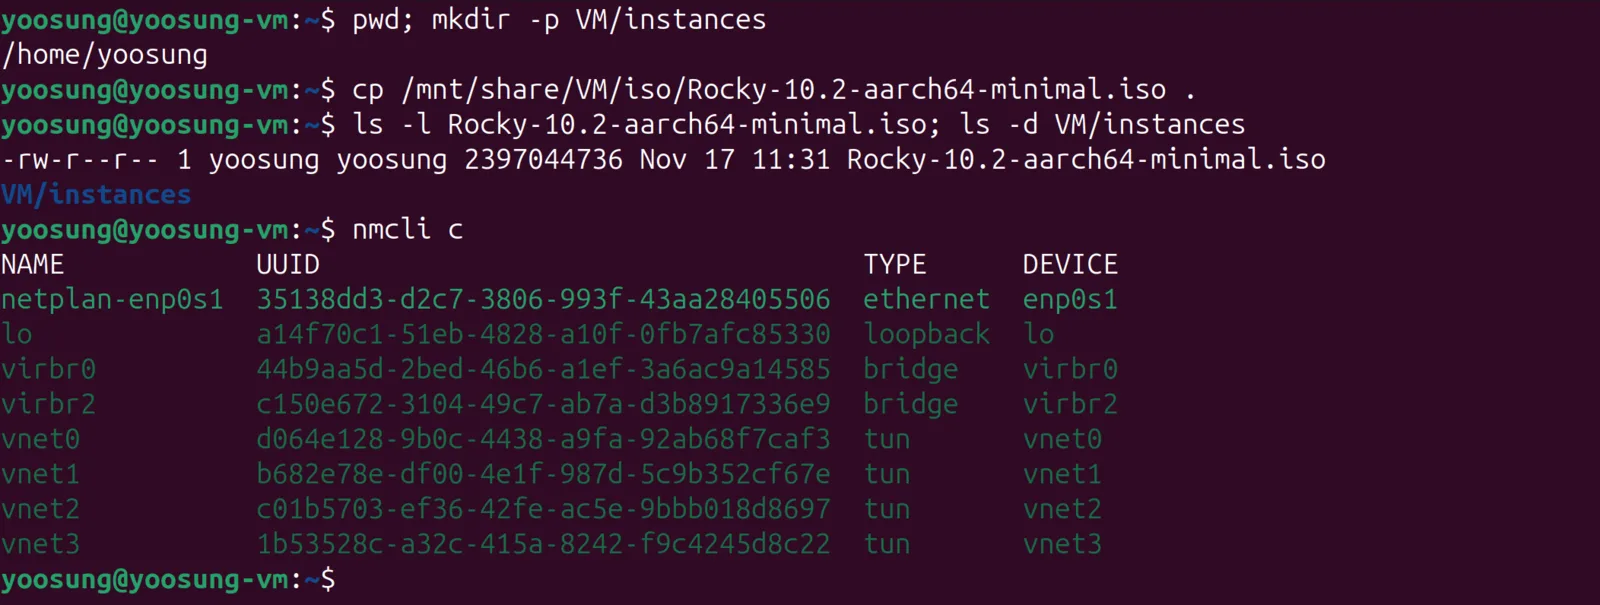 yoosung@yoosung-vm:~$ pwd; mkdir -p VM/instances
/home/yoosung
yoosung@yoosung-vm:~$ cp /mnt/share/VM/iso/Rocky-10.2-aarch64-minimal.iso .
yoosung@yoosung-vm:~$ ls -l Rocky-10.2-aarch64-minimal.iso; ls -d VM/instances
-rw-r--r-- 1 yoosung yoosung 2397044736 Nov 17 11:31 Rocky-10.2-aarch64-minimal.iso
VM/instances
yoosung@yoosung-vm:~$ nmcli c
NAME            UUID                                  TYPE      DEVICE
netplan-enp0s1  35138dd3-d2c7-3806-993f-43aa28405506  ethernet  enp0s1
lo              a14f70c1-51eb-4828-a10f-0fb7afc85330  loopback  lo
virbr0          44b9aa5d-2bed-46b6-a1ef-3a6ac9a14585  bridge    virbr0
virbr2          c150e672-3104-49c7-ab7a-d3b8917336e9  bridge    virbr2
vnet0           d064e128-9b0c-4438-a9fa-92ab68f7caf3  tun       vnet0
vnet1           b682e78e-df00-4e1f-987d-5c9b352cf67e  tun       vnet1
vnet2           c01b5703-ef36-42fe-ac5e-9bbb018d8697  tun       vnet2
vnet3           1b53528c-a32c-415a-8242-f9c4245d8c22  tun       vnet3
yoosung@yoosung-vm:~$